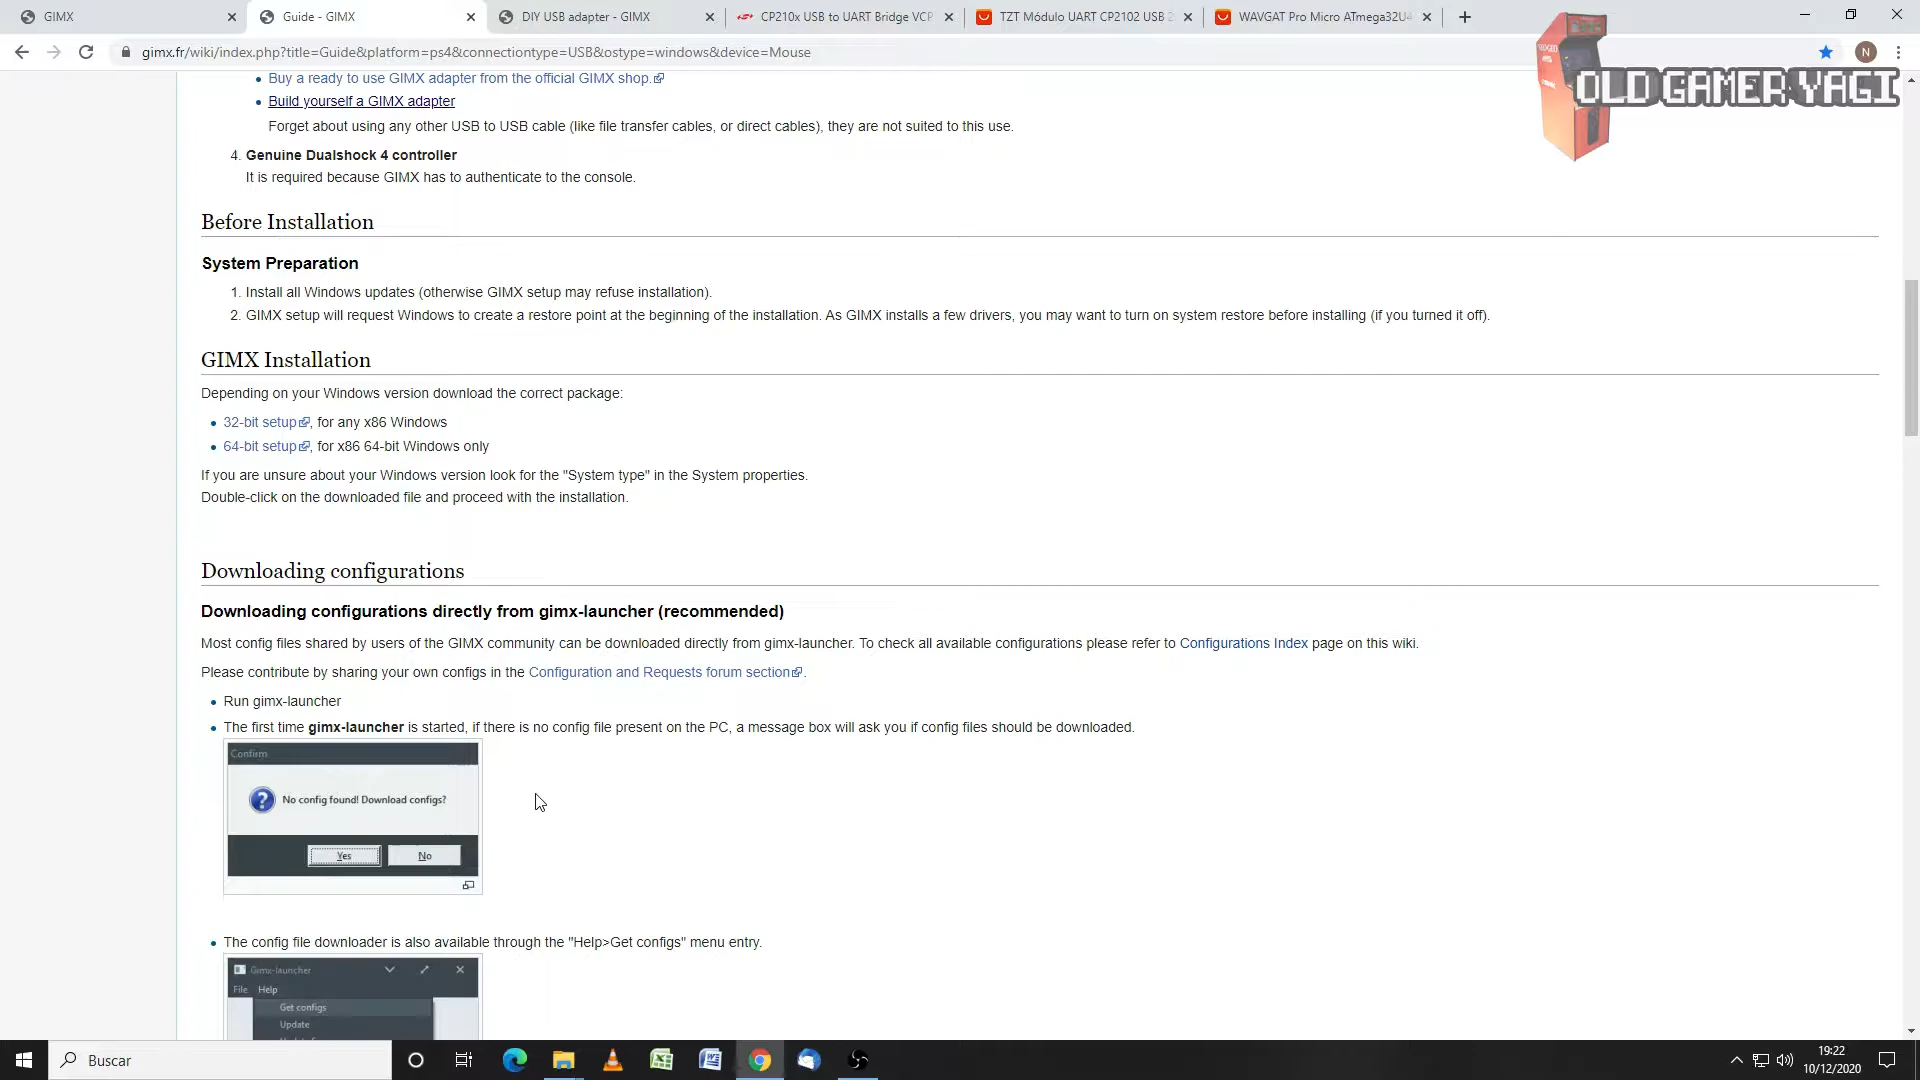 GIMX
Guide - GIMX
DIY USB adapter - GIMX
CP210x USB to UART Bridge VCP
TZT Módulo UART CP2102 USB 2
WAVGAT Pro Micro ATmega32U4
gimx.fr/wiki/index.php?title=Guide&platform=ps4&connectiontype=USB&ostype=windows&device=Mouse
N
OLD GAMER YAGI
Buy a ready to use GIMX adapter from the official GIMX shop.
Build yourself a GIMX adapter
Forget about using any other USB to USB cable (like file transfer cables, or direct cables), they are not suited to this use.
4. Genuine Dualshock 4 controller
It is required because GIMX has to authenticate to the console.
Before Installation
System Preparation
1. Install all Windows updates (otherwise GIMX setup may refuse installation).
2. GIMX setup will request Windows to create a restore point at the beginning of the installation. As GIMX installs a few drivers, you may want to turn on system restore before installing (if you turned it off).
GIMX Installation
Depending on your Windows version download the correct package:
32-bit setup, for any x86 Windows
64-bit setup, for x86 64-bit Windows only
If you are unsure about your Windows version look for the "System type" in the System properties.
Double-click on the downloaded file and proceed with the installation.
Downloading configurations
Downloading configurations directly from gimx-launcher (recommended)
Most config files shared by users of the GIMX community can be downloaded directly from gimx-launcher. To check all available configurations please refer to Configurations Index page on this wiki.
Please contribute by sharing your own configs in the Configuration and Requests forum section.
Run gimx-launcher
The first time gimx-launcher is started, if there is no config file present on the PC, a message box will ask you if config files should be downloaded.
Confirm
No config found! Download configs?
Yes No
The config file downloader is also available through the "Help>Get configs" menu entry.
Gimx-launcher
File Help
Get configs
Update
Buscar
19:22
10/12/2020